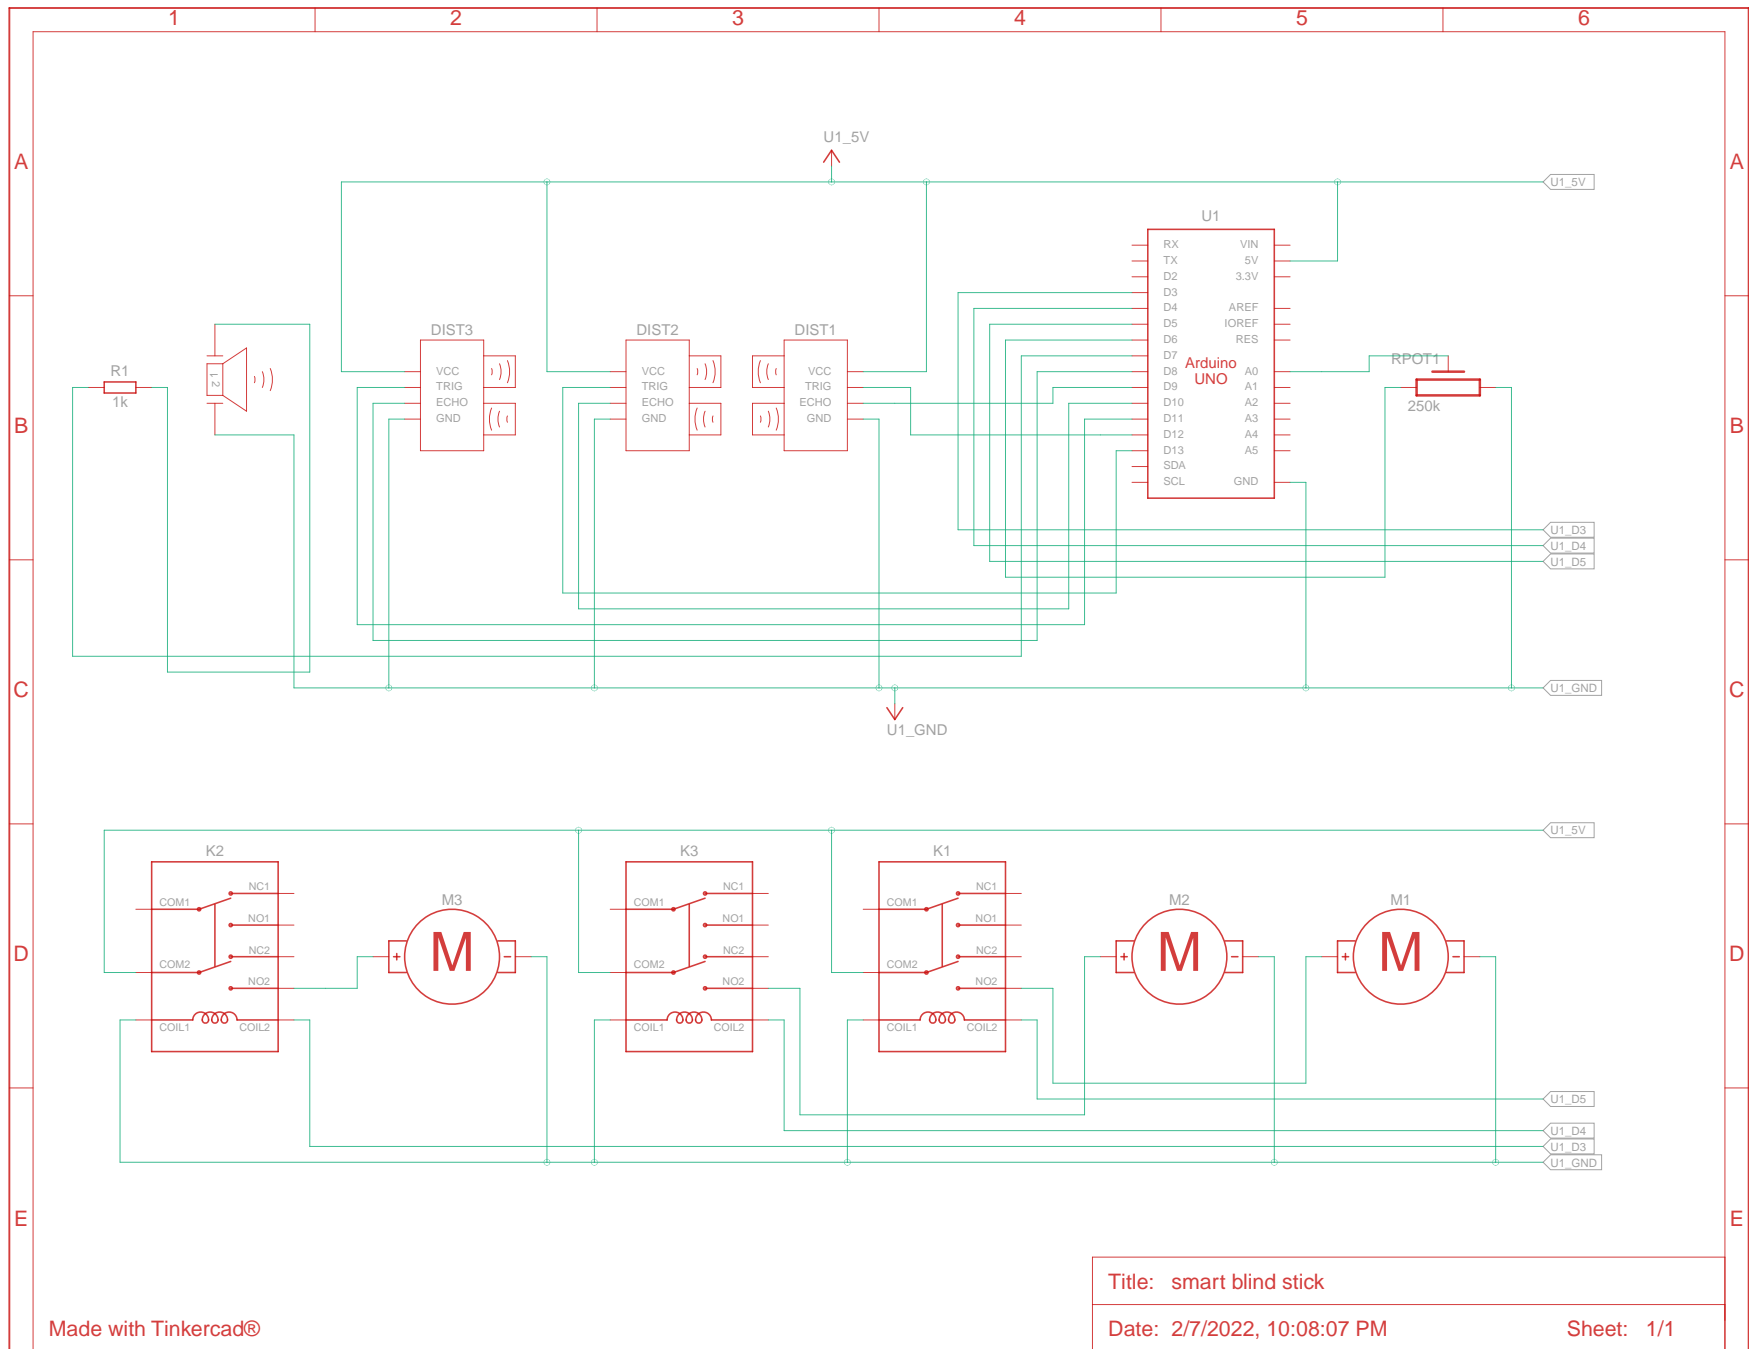 1 2 3 4 5 6
A A
U1_5V
U1_5V
U1
RX VIN
TX 5V
D2 3.3V
D3
D4 AREF
D5 IOREF
D6 RES
D7
D8 A0
D9 A1
D10 A2
D11 A3
D12 A4
D13 A5
SDA
SCL GND
Arduino
UNO
B B
R1
1k
DIST3
VCC
TRIG
ECHO
GND
DIST2
VCC
TRIG
ECHO
GND
DIST1
VCC
TRIG
ECHO
GND
RPOT1
250k
U1_D3
U1_D4
U1_D5
C C
U1_GND
U1_GND
U1_5V
K2
COM1
NC1
NO1
NC2
COM2
NO2
COIL1 COIL2
M3
M
+ -
K3
COM1
NC1
NO1
NC2
COM2
NO2
COIL1 COIL2
K1
COM1
NC1
NO1
NC2
COM2
NO2
COIL1 COIL2
M2
M
+ -
M1
M
+ -
D D
U1_D5
U1_D4
U1_D3
U1_GND
E E
Title: smart blind stick
Made with Tinkercad®
Date: 2/7/2022, 10:08:07 PM Sheet: 1/1